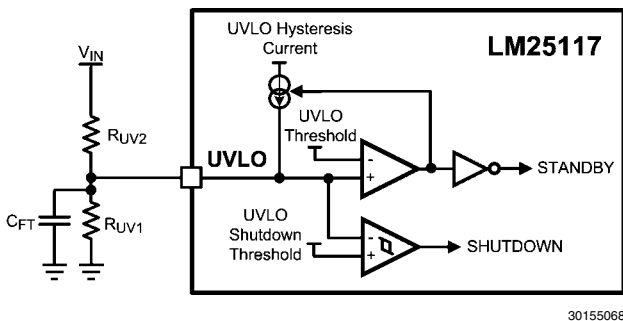 UVLO Hysteresis
Current
LM25117
VIN
UVLO
Threshold
RUV2
UVLO
-
+
STANDBY
CFT
RUV1
UVLO
Shutdown
Threshold
-
+
SHUTDOWN
30155068